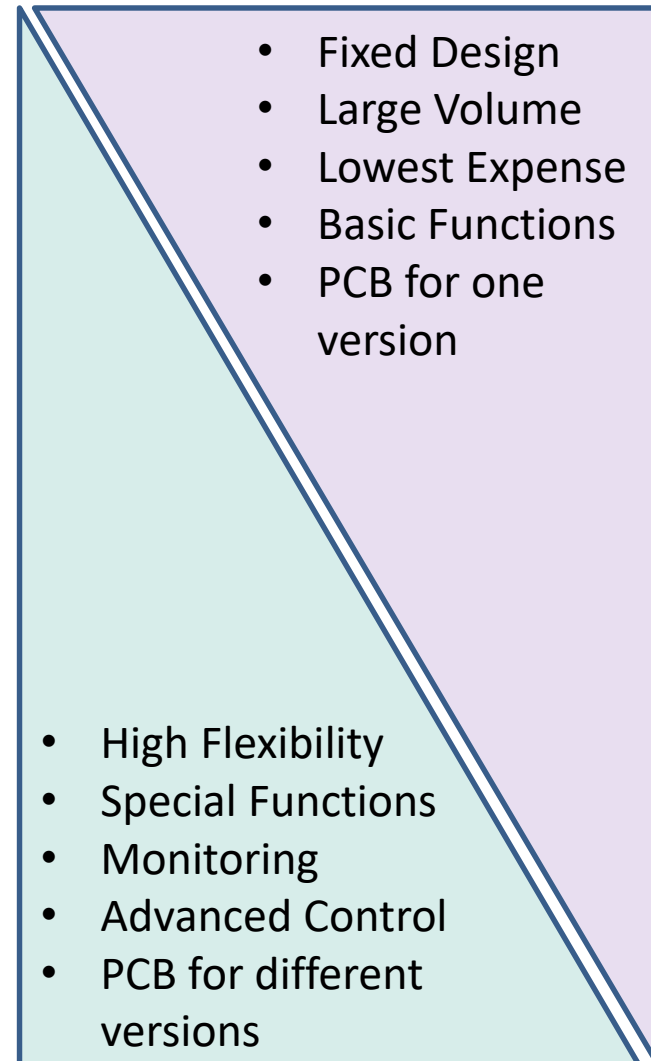 • Fixed Design
• Large Volume
• Lowest Expense
• Basic Functions
• PCB for one
version
• High Flexibility
• Special Functions
• Monitoring
• Advanced Control
• PCB for different
versions